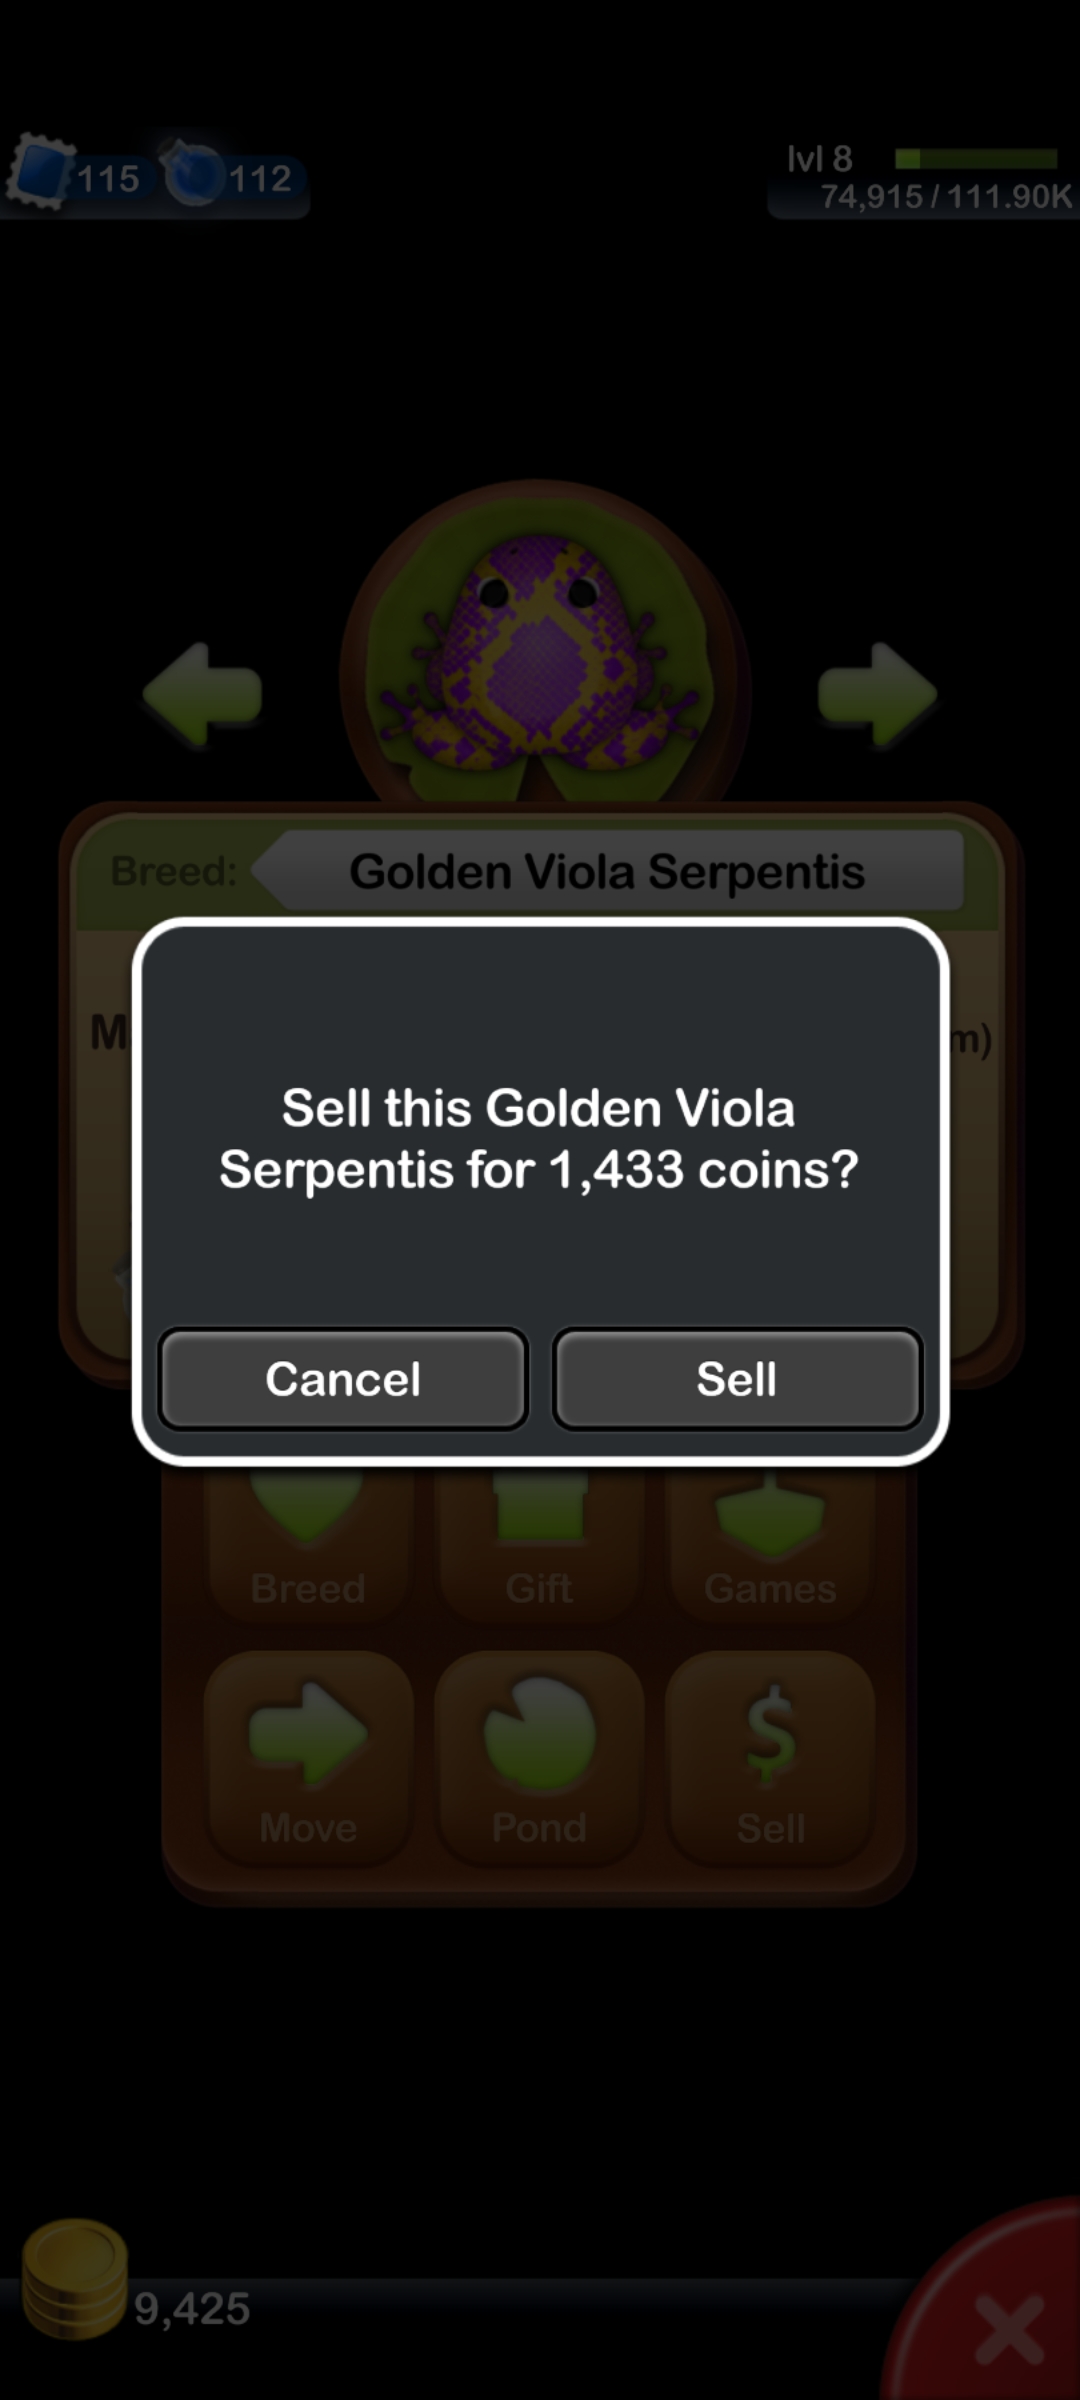 115
112
lvl 8
74,915 / 111.90K
Breed:
Golden Viola Serpentis
Sell this Golden Viola
Serpentis for 1,433 coins?
Cancel
Sell
Breed
Gift
Games
Move
Pond
Sell
9,425